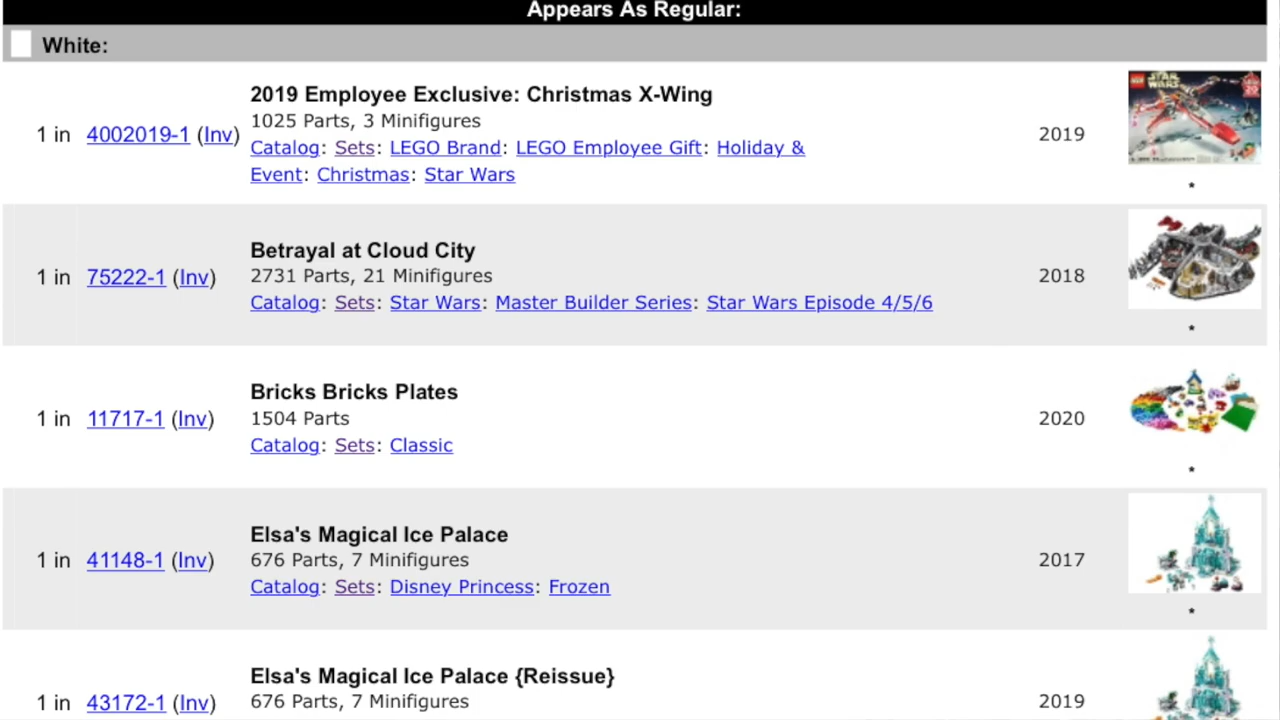 Appears As Regular:
White:
2019 Employee Exclusive: Christmas X-Wing
1 in 4002019-1 (Inv)
1025 Parts, 3 Minifigures
Catalog: Sets: LEGO Brand: LEGO Employee Gift: Holiday &
Event: Christmas: Star Wars
2019
STAR WARS
*
Betrayal at Cloud City
1 in 75222-1 (Inv)
2731 Parts, 21 Minifigures
Catalog: Sets: Star Wars: Master Builder Series: Star Wars Episode 4/5/6
2018
*
Bricks Bricks Plates
1 in 11717-1 (Inv)
1504 Parts
Catalog: Sets: Classic
2020
*
Elsa's Magical Ice Palace
1 in 41148-1 (Inv)
676 Parts, 7 Minifigures
Catalog: Sets: Disney Princess: Frozen
2017
*
Elsa's Magical Ice Palace {Reissue}
1 in 43172-1 (Inv)
676 Parts, 7 Minifigures
2019